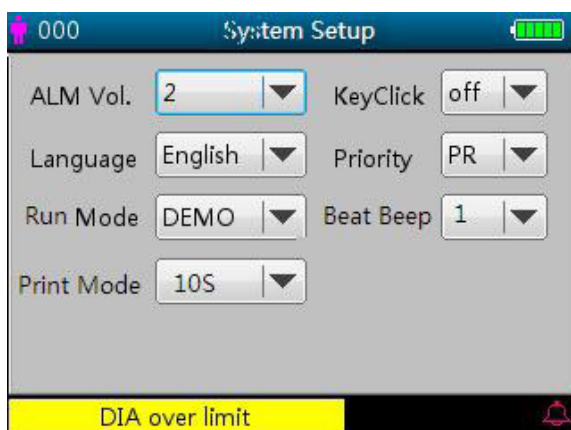 000 System Setup
ALM Vol. 2 KeyClick off
Language English Priority PR
Run Mode DEMO Beat Beep 1
Print Mode 10S
DIA over limit